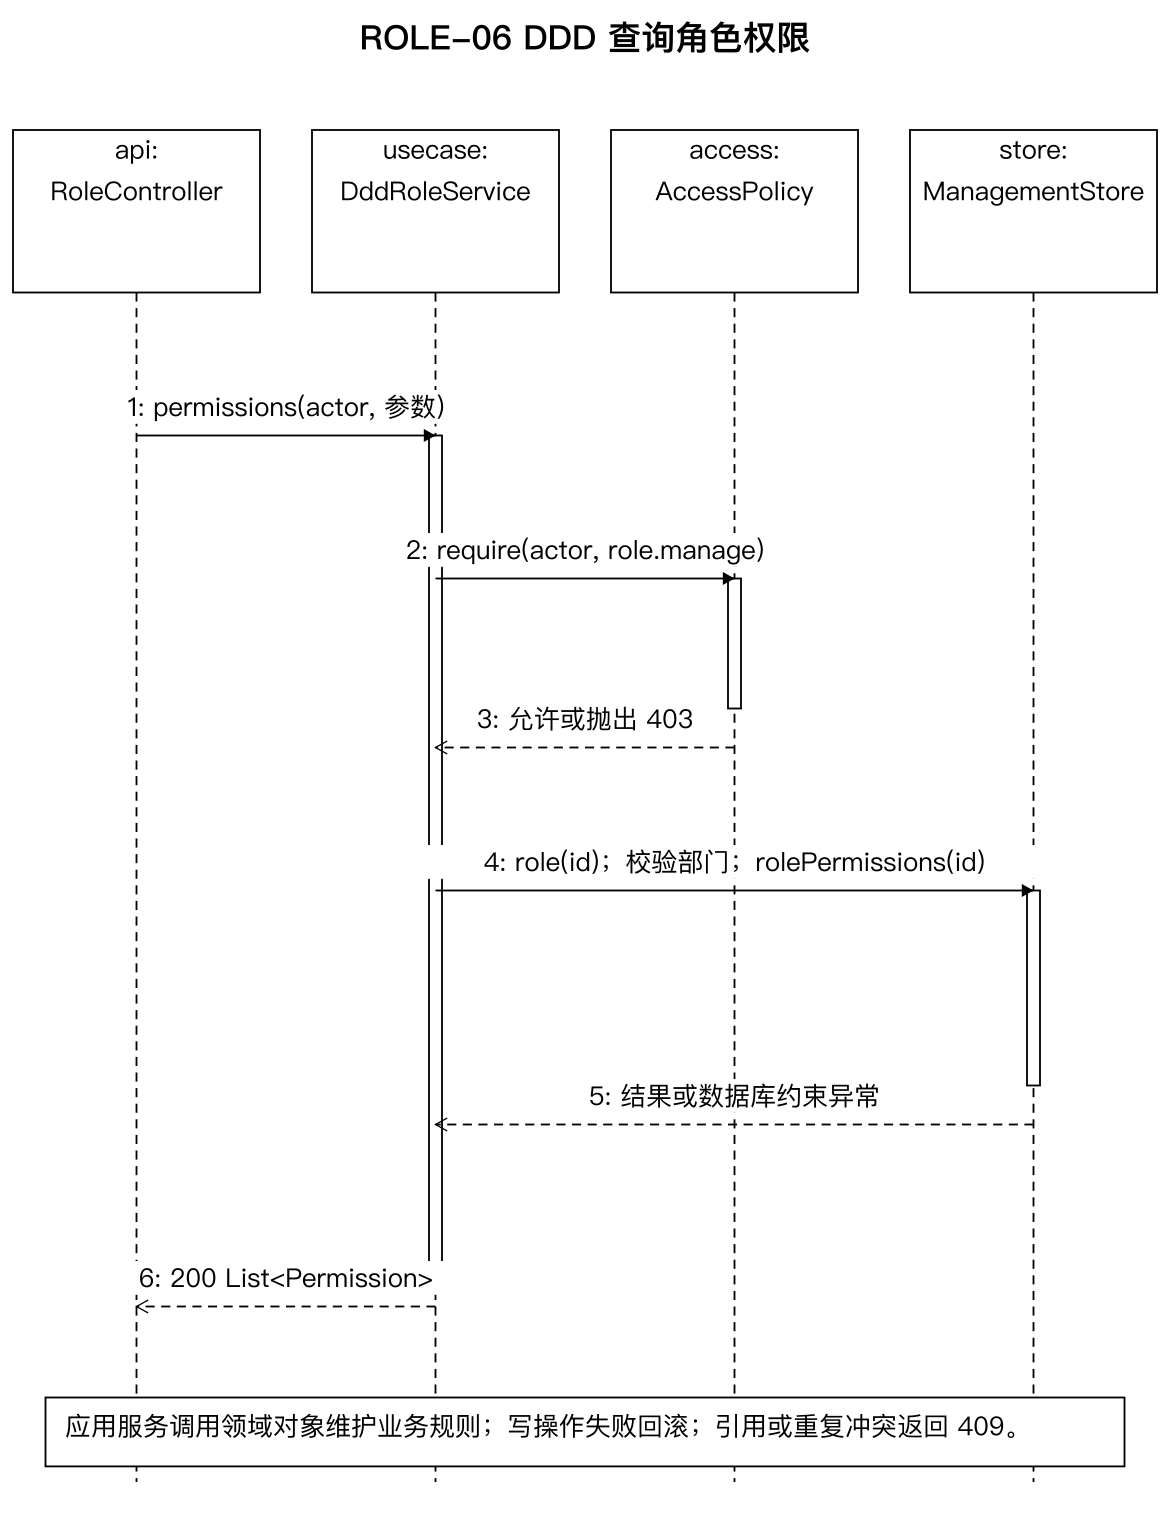 ROLE-06 DDD 查询角色权限
api:
RoleController
usecase:
DddRoleService
access:
AccessPolicy
store:
ManagementStore
1: permissions(actor, 参数)
2: require(actor, role.manage)
3: 允许或抛出 403
4: role(id)；校验部门；rolePermissions(id)
5: 结果或数据库约束异常
6: 200 List<Permission>
应用服务调用领域对象维护业务规则；写操作失败回滚；引用或重复冲突返回 409。